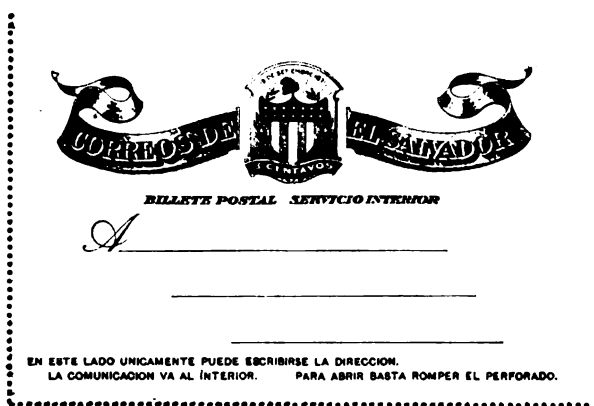 CORREOS DE EL SALVADOR
CENTAVOS
BILLETE POSTAL SERVICIO INTERIOR
A
EN ESTE LADO UNICAMENTE PUEDE ESCRIBIRSE LA DIRECCION.
LA COMUNICACION VA AL INTERIOR. PARA ABRIR BASTA ROMPER EL PERFORADO.